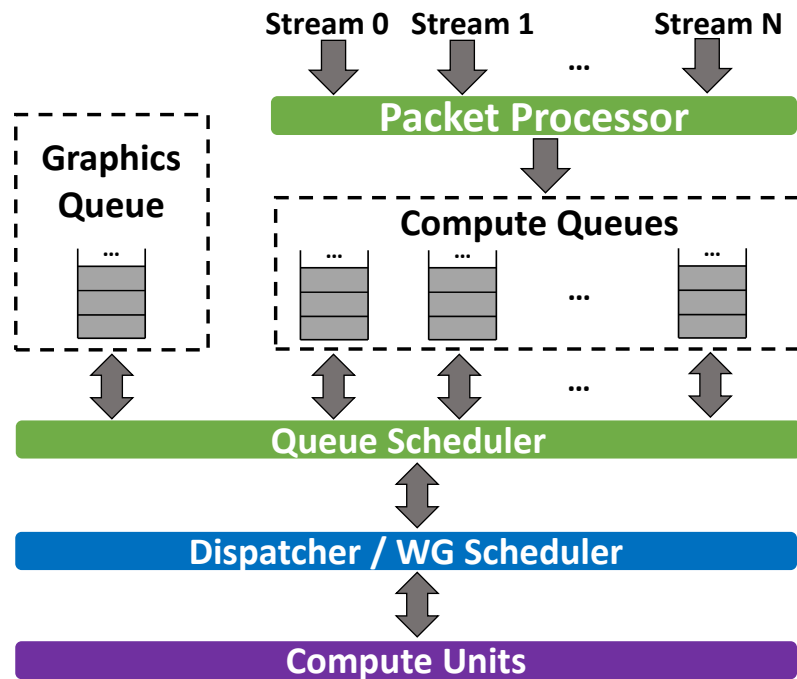 Stream 0 Stream 1 Stream N
...
Packet Processor
Graphics
Queue
...
Compute Queues
... ... ...
...
...
Queue Scheduler
Dispatcher / WG Scheduler
Compute Units